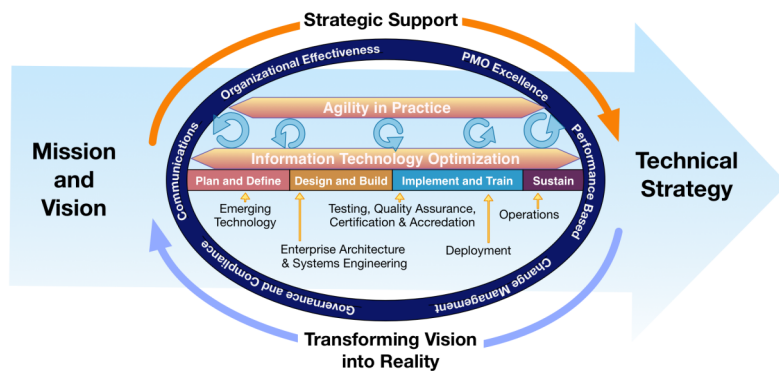 Strategic Support
Organizational Effectiveness
PMO Excellence
Communications
Performance Based
Governance and Compliance
Change Management
Agility in Practice
Mission
and
Vision
Information Technology Optimization
Technical
Strategy
Plan and Define
Design and Build
Implement and Train
Sustain
Emerging
Technology
Testing, Quality Assurance,
Certification & Accredation
Operations
Enterprise Architecture
& Systems Engineering
Deployment
Transforming Vision
into Reality